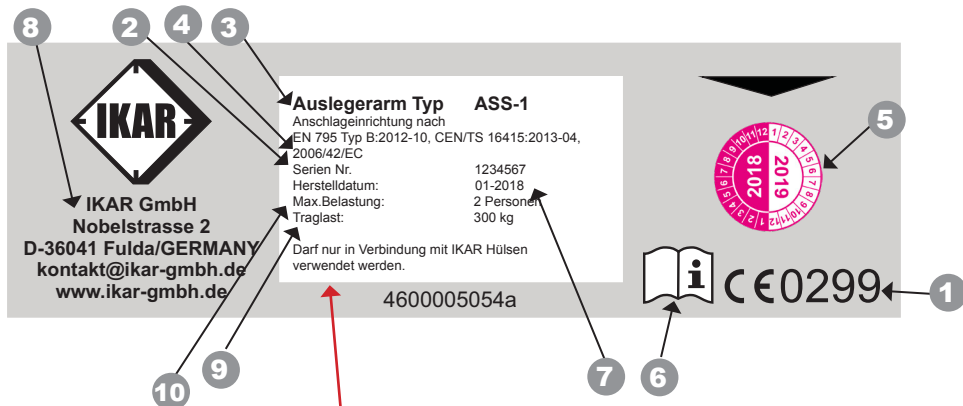 8
2
4
3
IKAR
IKAR GmbH
Nobelstrasse 2
D-36041 Fulda/GERMANY
kontakt@ikar-gmbh.de
www.ikar-gmbh.de
Auslegerarm Typ ASS-1
Anschlageinrichtung nach
EN 795 Typ B:2012-10, CEN/TS 16415:2013-04,
2006/42/EC
Serien Nr. 1234567
Herstelldatum: 01-2018
Max.Belastung: 2 Personen
Traglast: 300 kg
Darf nur in Verbindung mit IKAR Hülsen
verwendet werden.
4600005054a
5
2018
1 2 3 4 5 6 7 8 9 10 11 12
2019
1 2 3 4 5 6 7 8 9 10 11 12
i
CE0299
1
10
9
7
6